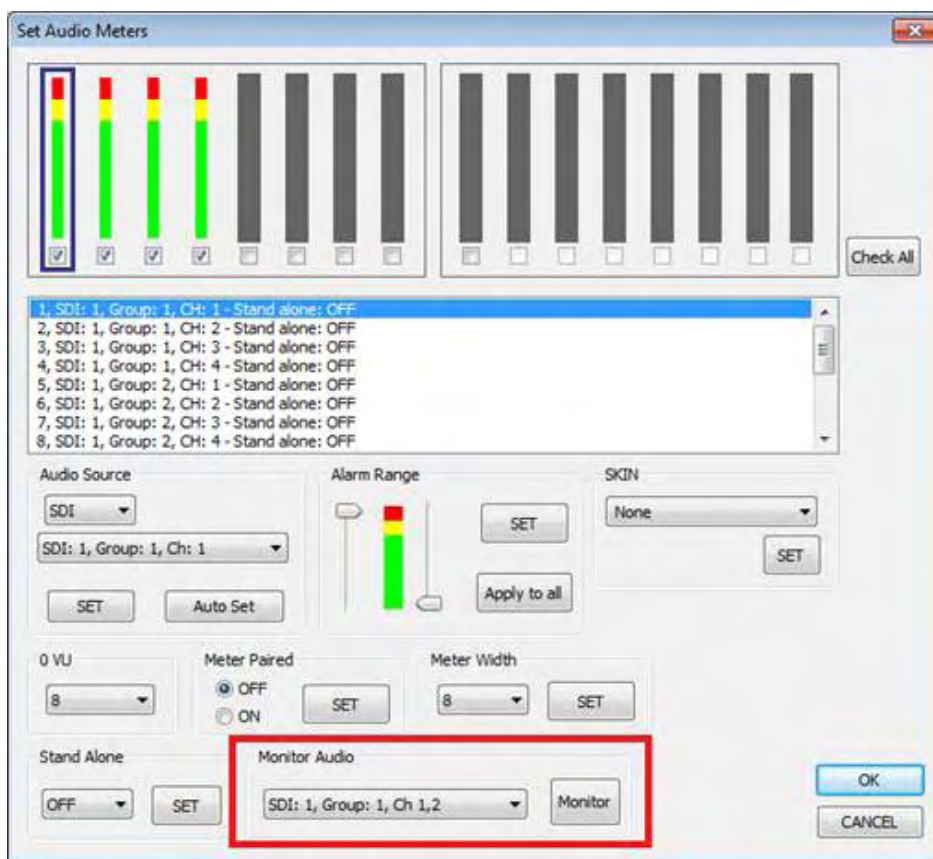 Set Audio Meters
Check All
1, SDI: 1, Group: 1, CH: 1 - Stand alone: OFF
2, SDI: 1, Group: 1, CH: 2 - Stand alone: OFF
3, SDI: 1, Group: 1, CH: 3 - Stand alone: OFF
4, SDI: 1, Group: 1, CH: 4 - Stand alone: OFF
5, SDI: 1, Group: 2, CH: 1 - Stand alone: OFF
6, SDI: 1, Group: 2, CH: 2 - Stand alone: OFF
7, SDI: 1, Group: 2, CH: 3 - Stand alone: OFF
8, SDI: 1, Group: 2, CH: 4 - Stand alone: OFF
Audio Source
SDI
SDI: 1, Group: 1, Ch: 1
SET
Auto Set
Alarm Range
SET
Apply to all
SKIN
None
SET
0 VU
8
Meter Paired
OFF
ON
SET
Meter Width
8
SET
Stand Alone
OFF
SET
Monitor Audio
SDI: 1, Group: 1, Ch 1,2
Monitor
OK
CANCEL